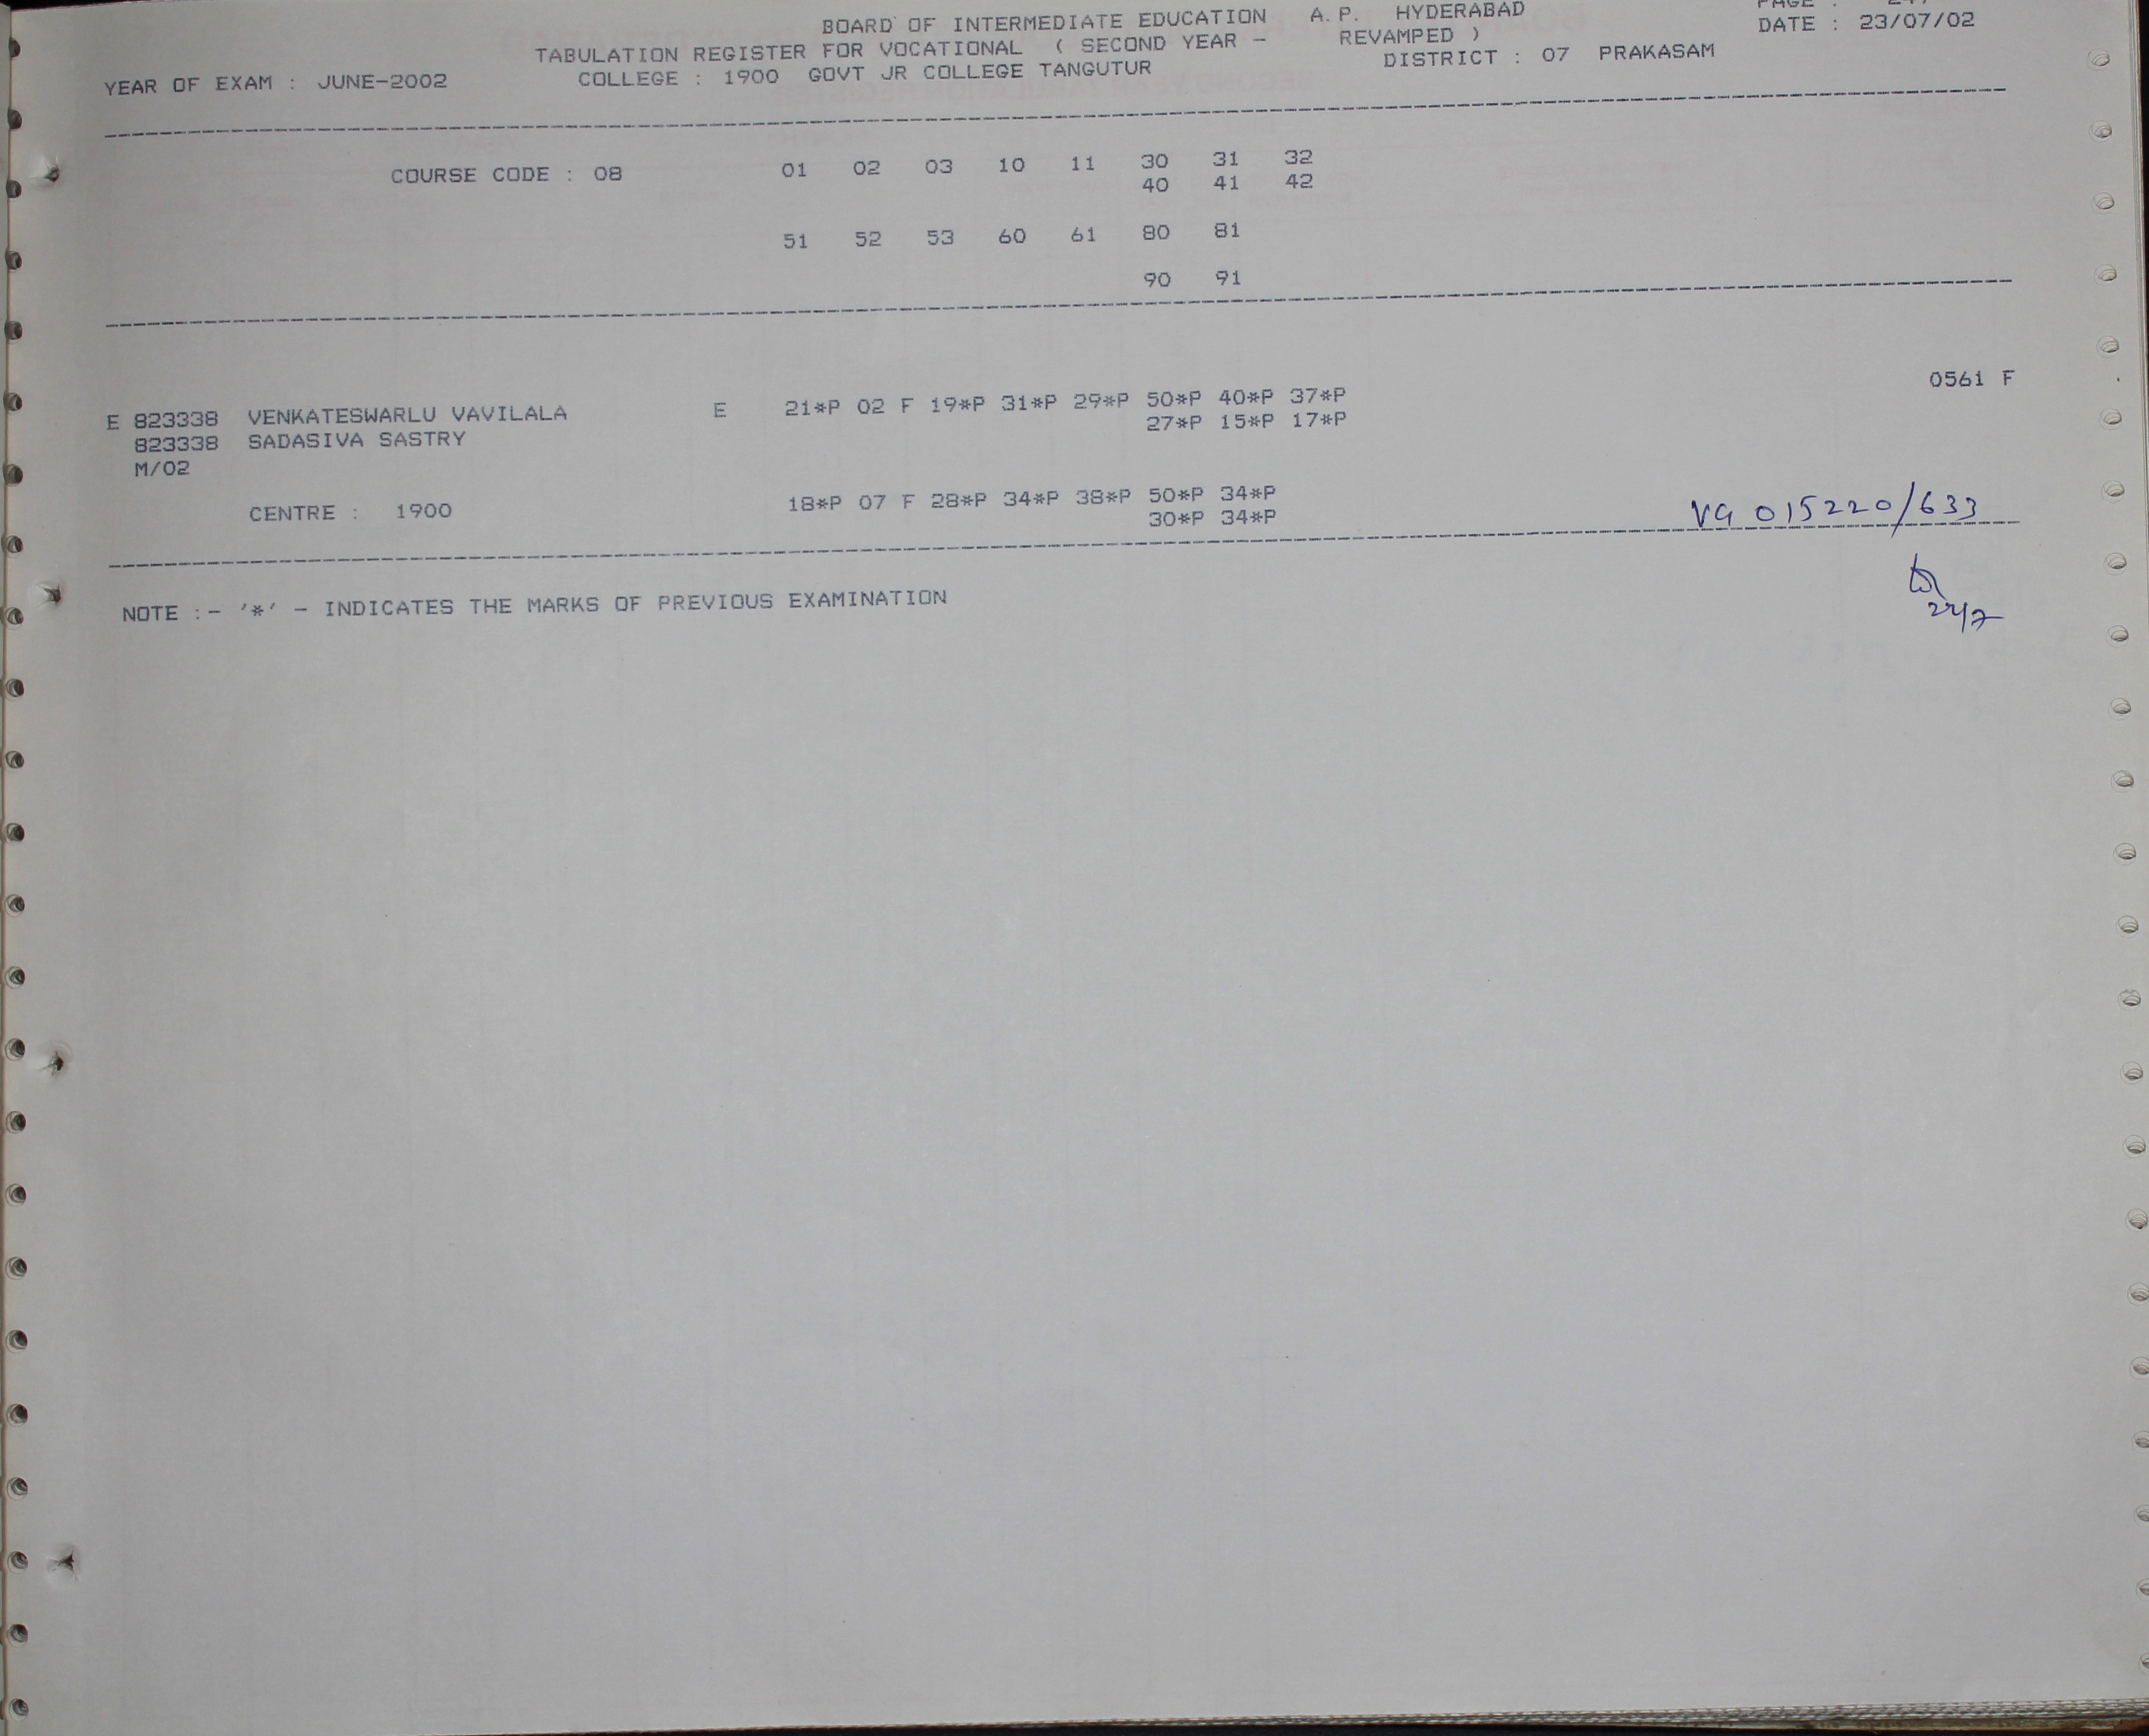 BOARD OF INTERMEDIATE EDUCATION A.P. HYDERABAD PAGE :
TABULATION REGISTER FOR VOCATIONAL ( SECOND YEAR - REVAMPED ) DATE : 23/07/02
YEAR OF EXAM : JUNE-2002 COLLEGE : 1900 GOVT JR COLLEGE TANGUTUR DISTRICT : 07 PRAKASAM
COURSE CODE : 08 01 02 03 10 11 30 31 32
40 41 42
51 52 53 60 61 80 81
90 91
E 823338 VENKATESWARLU VAVILALA E 21*P 02 F 19*P 31*P 29*P 50*P 40*P 37*P 0561 F
823338 SADASIVA SASTRY 27*P 15*P 17*P
M/02
CENTRE : 1900 18*P 07 F 28*P 34*P 38*P 50*P 34*P
30*P 34*P
VG 015220/633
NOTE :- '*' - INDICATES THE MARKS OF PREVIOUS EXAMINATION